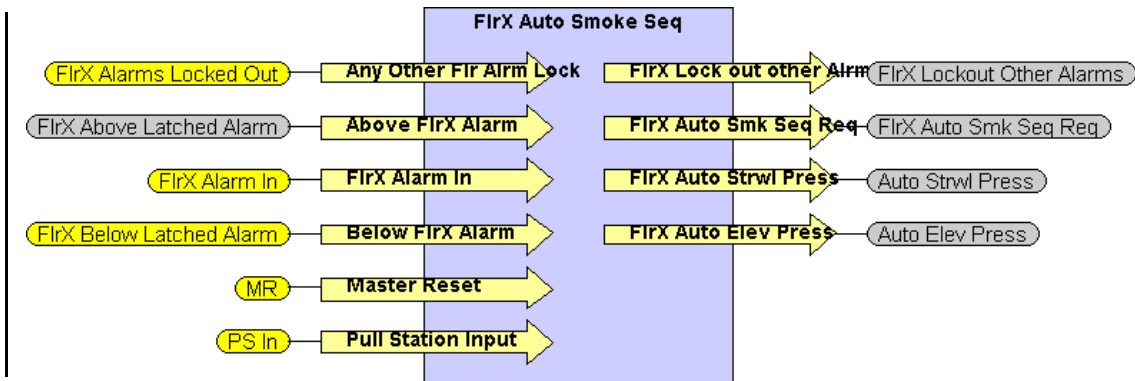 FlrX Auto Smoke Seq
FlrX Alarms Locked Out Any Other Flr Alrm Lock FlrX Lock out other Alrm FlrX Lockout Other Alarms
FlrX Above Latched Alarm Above FlrX Alarm FlrX Auto Smk Seq Req FlrX Auto Smk Seq Req
FlrX Alarm In FlrX Alarm In FlrX Auto Strwl Press Auto Strwl Press
FlrX Below Latched Alarm Below FlrX Alarm FlrX Auto Elev Press Auto Elev Press
MR Master Reset
PS In Pull Station Input